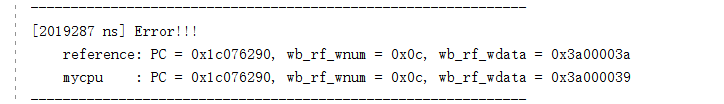 --------------------------------------------------------------
[2019287 ns] Error!!!
    reference: PC = 0x1c076290, wb_rf_wnum = 0x0c, wb_rf_wdata = 0x3a00003a
    mycpu    : PC = 0x1c076290, wb_rf_wnum = 0x0c, wb_rf_wdata = 0x3a000039
--------------------------------------------------------------